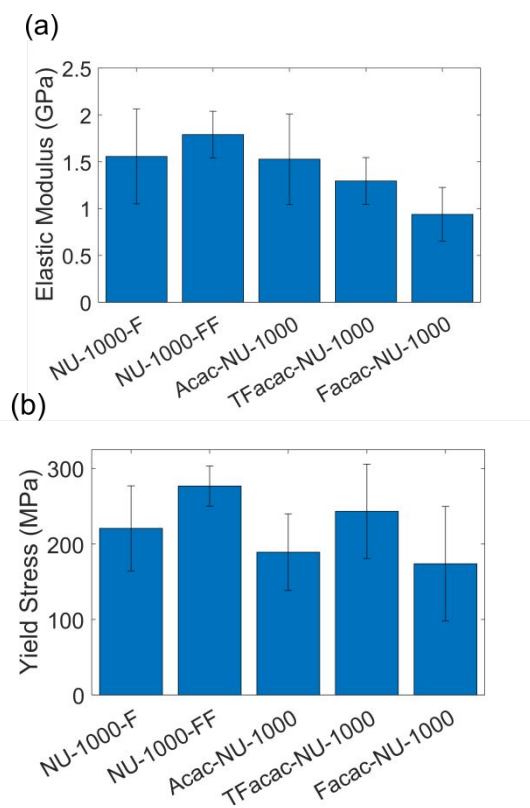 (a)
2.5
2
1.5
1
0.5
0
Elastic Modulus (GPa)
NU-1000-F
NU-1000-FF
Acac-NU-1000
TFacac-NU-1000
Facac-NU-1000
(b)
300
200
100
0
Yield Stress (MPa)
NU-1000-F
NU-1000-FF
Acac-NU-1000
TFacac-NU-1000
Facac-NU-1000